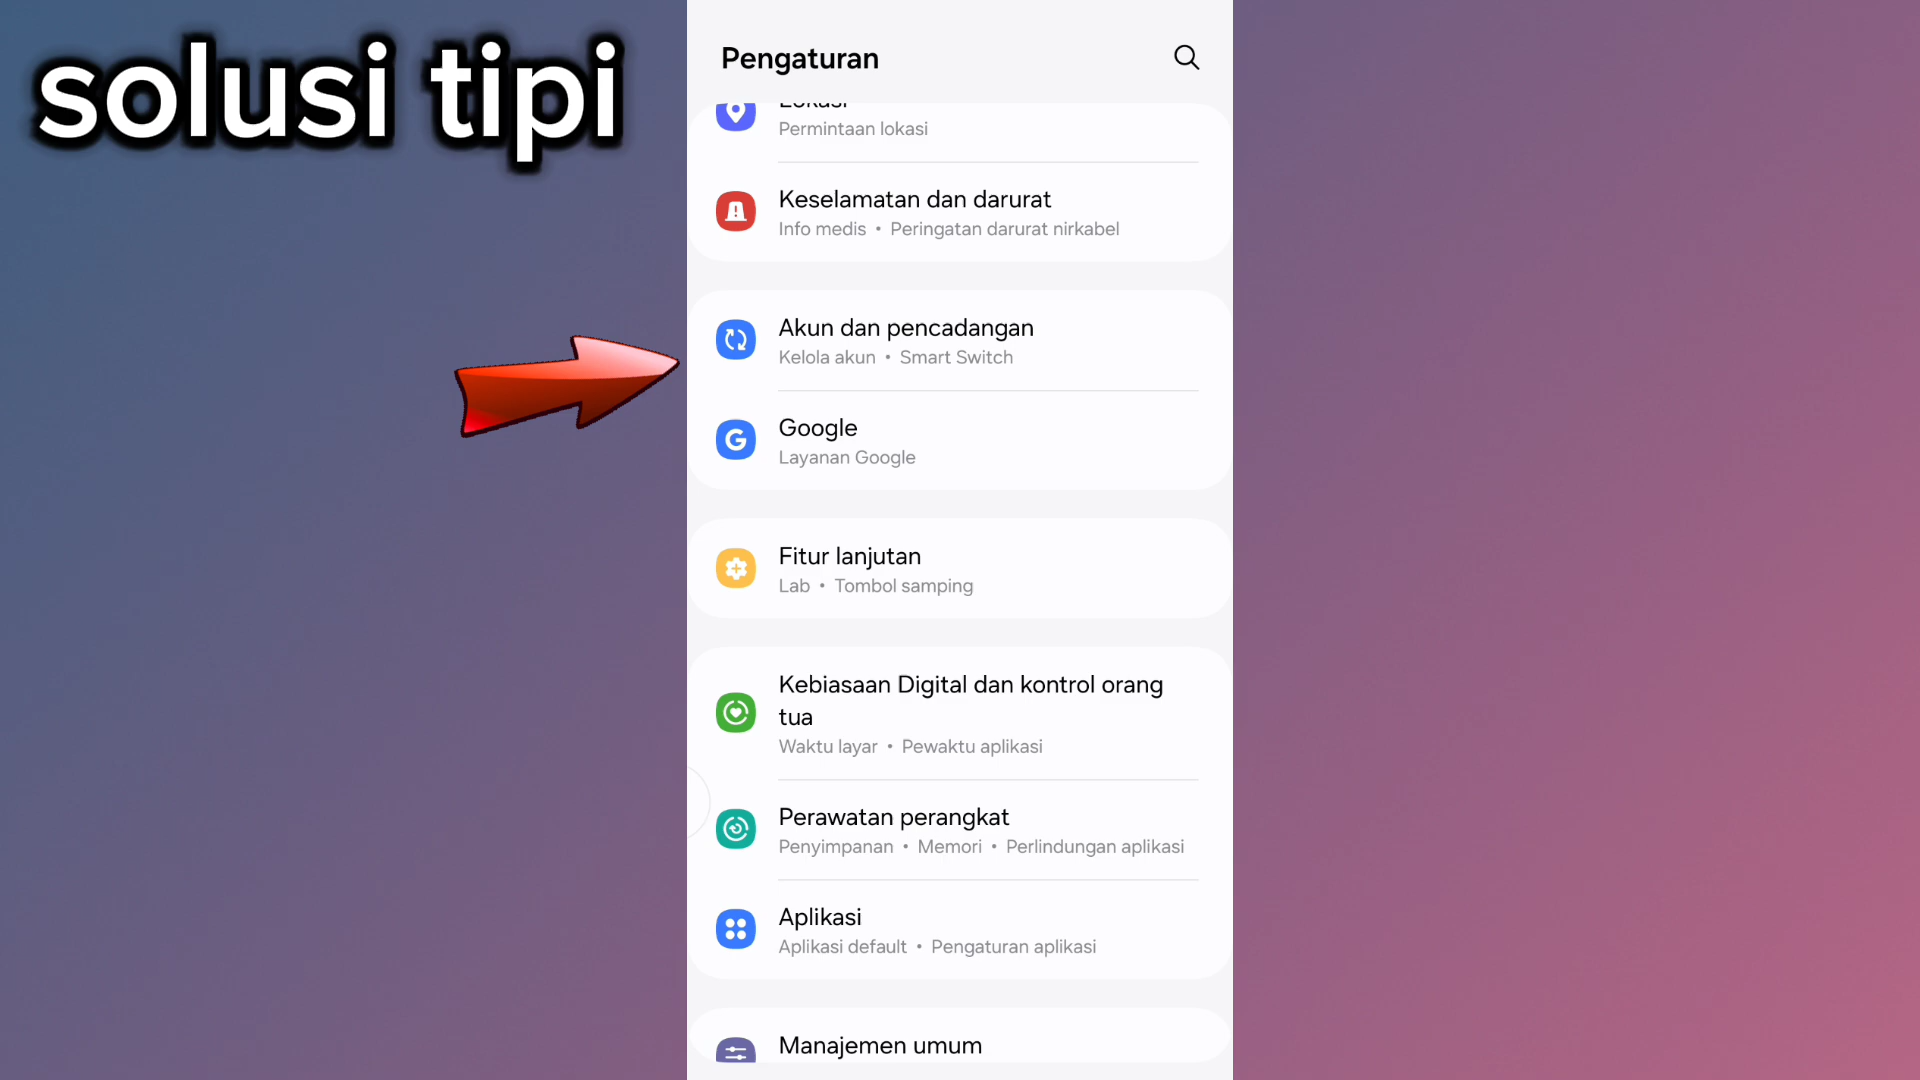 solusi tipi
Pengaturan
Lokasi
Permintaan lokasi
Keselamatan dan darurat
Info medis • Peringatan darurat nirkabel
Akun dan pencadangan
Kelola akun • Smart Switch
Google
Layanan Google
Fitur lanjutan
Lab • Tombol samping
Kebiasaan Digital dan kontrol orang
tua
Waktu layar • Pewaktu aplikasi
Perawatan perangkat
Penyimpanan • Memori • Perlindungan aplikasi
Aplikasi
Aplikasi default • Pengaturan aplikasi
Manajemen umum